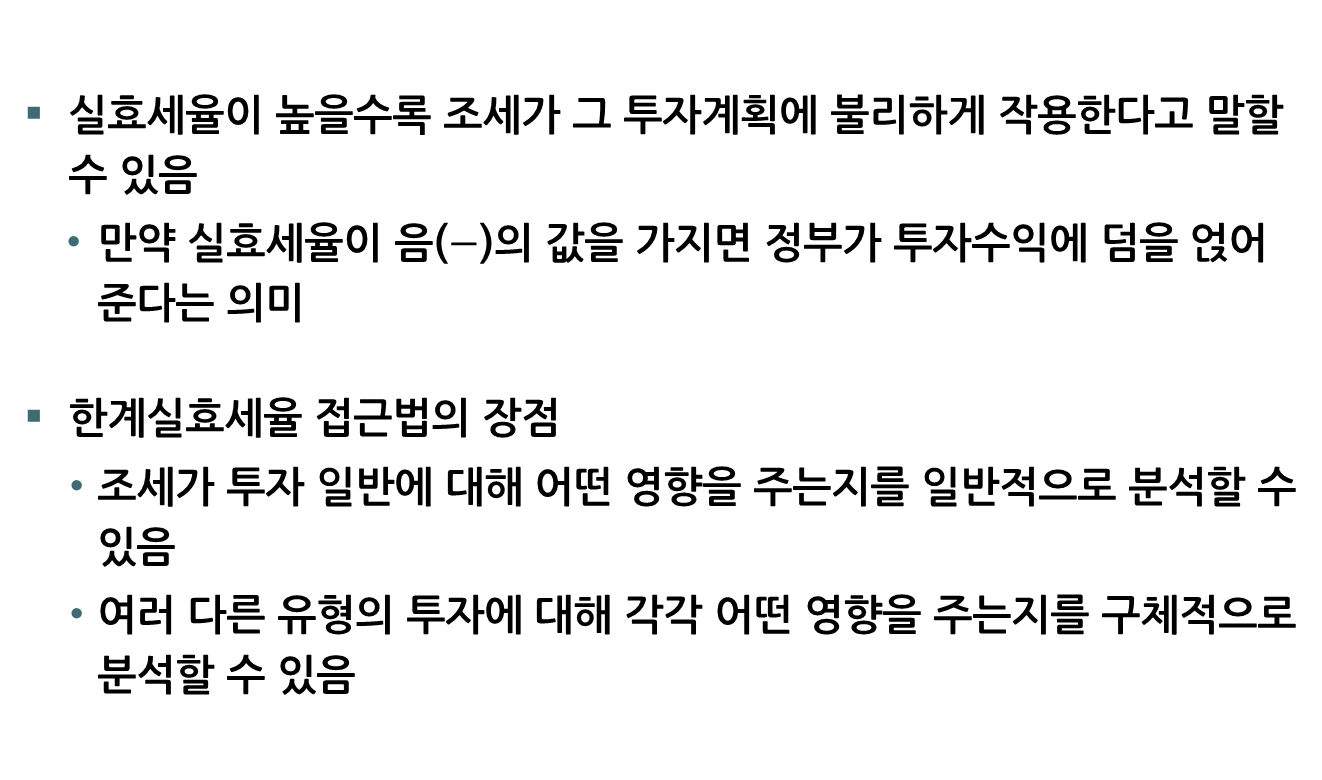 ▪ 실효세율이 높을수록 조세가 그 투자계획에 불리하게 작용한다고 말할
수 있음
• 만약 실효세율이 음(–)의 값을 가지면 정부가 투자수익에 덤을 얹어
준다는 의미
▪ 한계실효세율 접근법의 장점
• 조세가 투자 일반에 대해 어떤 영향을 주는지를 일반적으로 분석할 수
있음
• 여러 다른 유형의 투자에 대해 각각 어떤 영향을 주는지를 구체적으로
분석할 수 있음